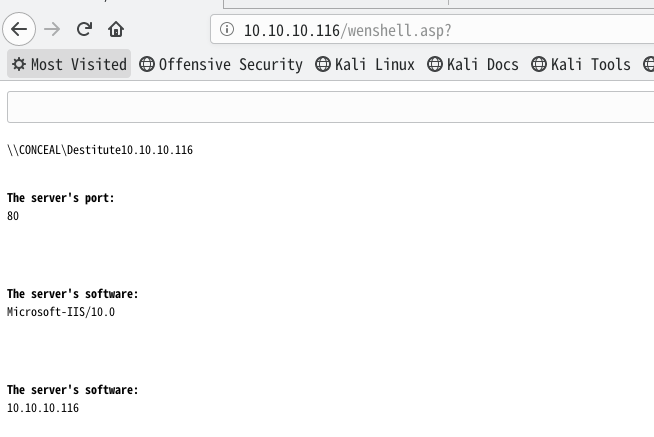 10.10.10.116/wenshell.asp?
Most Visited Offensive Security Kali Linux Kali Docs Kali Tools
\\CONCEAL\Destitute10.10.10.116
The server's port:
80
The server's software:
Microsoft-IIS/10.0
The server's software:
10.10.10.116